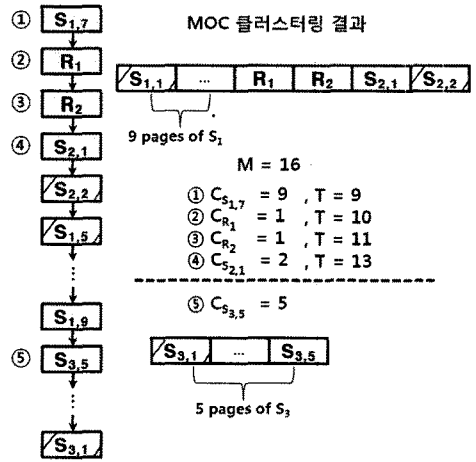 MOC 클러스터링 결과
① S1,7
② R1
③ R2
④ S2,1
S2,2
S1,5
⋮
S1,9
⑤ S3,5
⋮
S3,1
S1,1 ... R1 R2 S2,1 S2,2
9 pages of S1
M = 16
① CS1,7 = 9 , T = 9
② CR1 = 1 , T = 10
③ CR2 = 1 , T = 11
④ CS2,1 = 2 , T = 13
⑤ CS3,5 = 5
S3,1 ... S3,5
5 pages of S3